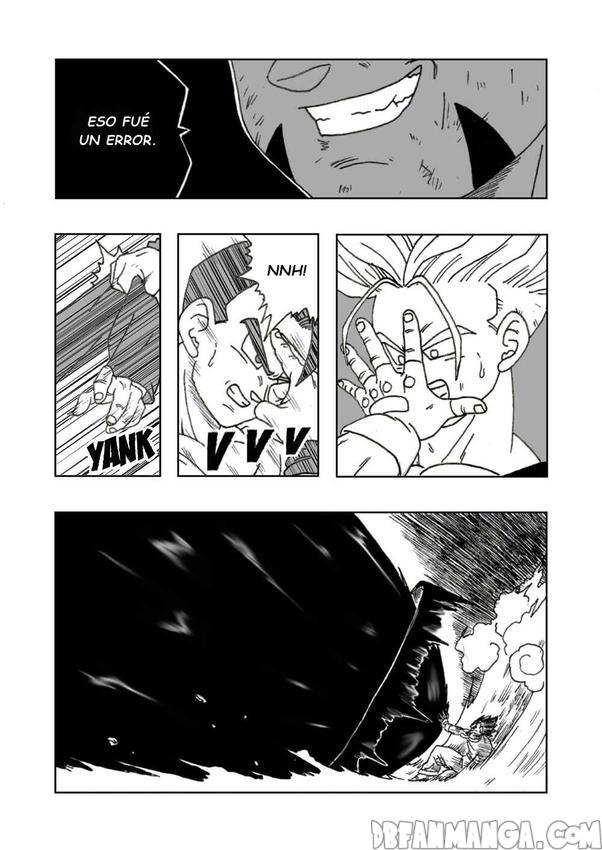 ESO FUÉ
UN ERROR.
YANK
NNH!
V V V
DBFANMANGA.COM